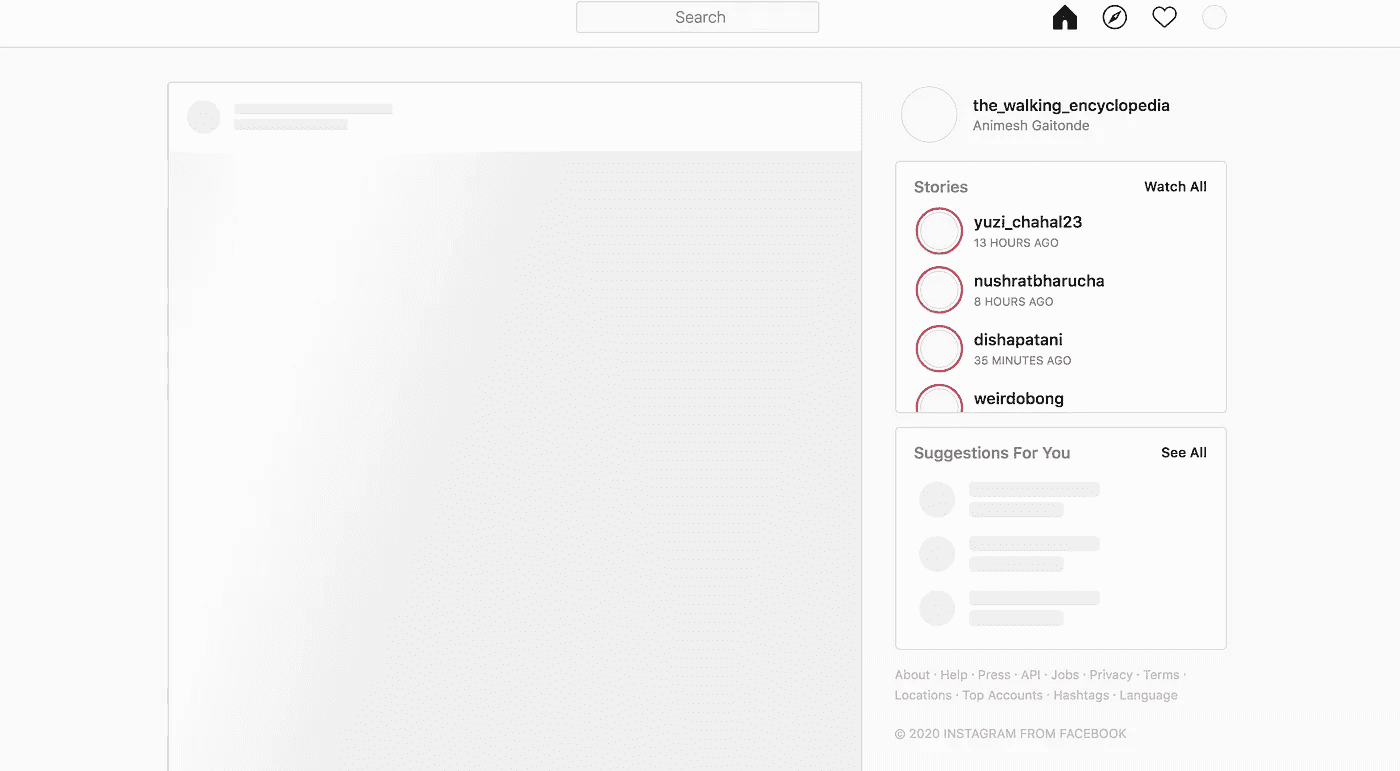 Search
the_walking_encyclopedia
Animesh Gaitonde
Stories Watch All
yuzi_chahal23
13 HOURS AGO
nushratbharucha
8 HOURS AGO
dishapatani
35 MINUTES AGO
weirdobong
Suggestions For You See All
About · Help · Press · API · Jobs · Privacy · Terms ·
Locations · Top Accounts · Hashtags · Language
© 2020 INSTAGRAM FROM FACEBOOK